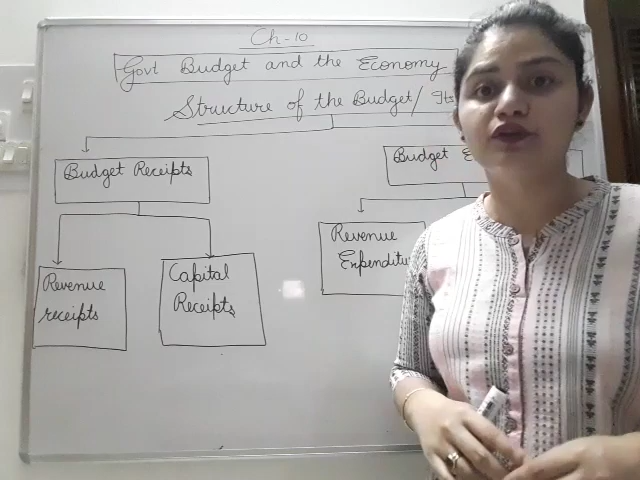 Ch-10
Govt Budget and the Economy
Structure of the Budget/ Its
Budget Receipts
Budget E
Revenue
receipts
Capital
Receipts
Revenue
Expenditu